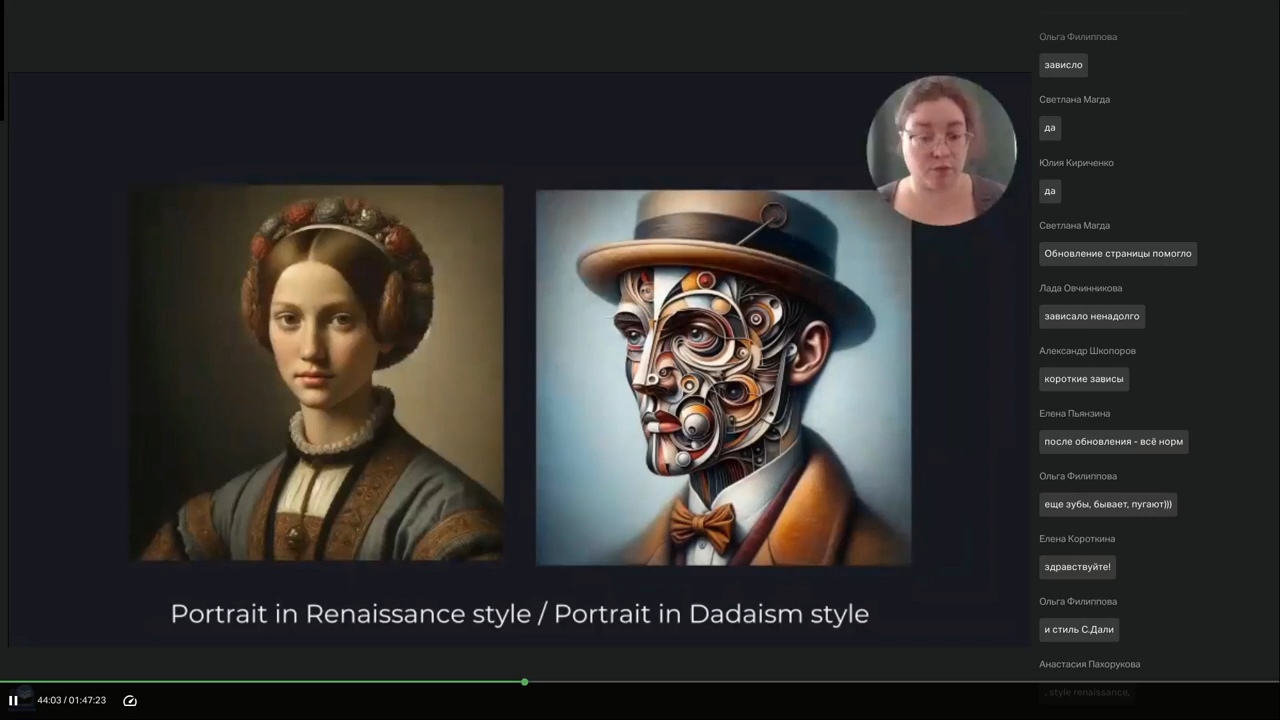 Portrait in Renaissance style / Portrait in Dadaism style
Ольга Филиппова
зависло
Светлана Магда
да
Юлия Кириченко
да
Светлана Магда
Обновление страницы помогло
Лада Овчинникова
зависало ненадолго
Александр Шкопоров
короткие зависы
Елена Пьянзина
после обновления - всё норм
Ольга Филиппова
еще зубы, бывает, пугают)))
Елена Короткина
здравствуйте!
Ольга Филиппова
и стиль С.Дали
Анастасия Пахорукова
, style renaissance,
44:03 / 01:47:23